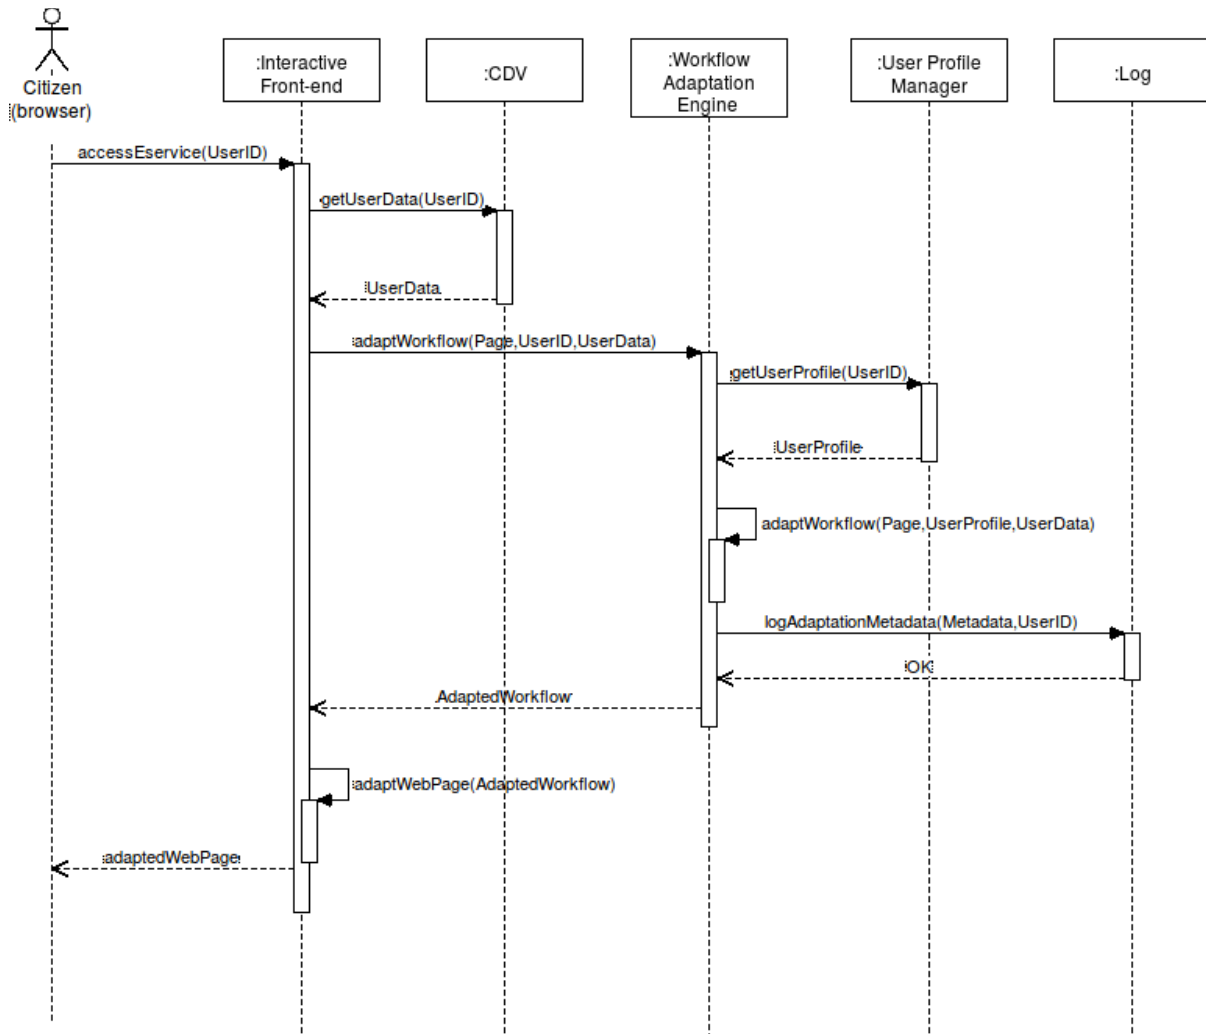 Citizen
(browser)
:Interactive
Front-end
:CDV
:Workflow
Adaptation
Engine
:User Profile
Manager
:Log
accessEservice(UserID)
getUserData(UserID)
UserData
adaptWorkflow(Page,UserID,UserData)
getUserProfile(UserID)
UserProfile
adaptWorkflow(Page,UserProfile,UserData)
logAdaptationMetadata(Metadata,UserID)
OK
AdaptedWorkflow
adaptWebPage(AdaptedWorkflow)
adaptedWebPage